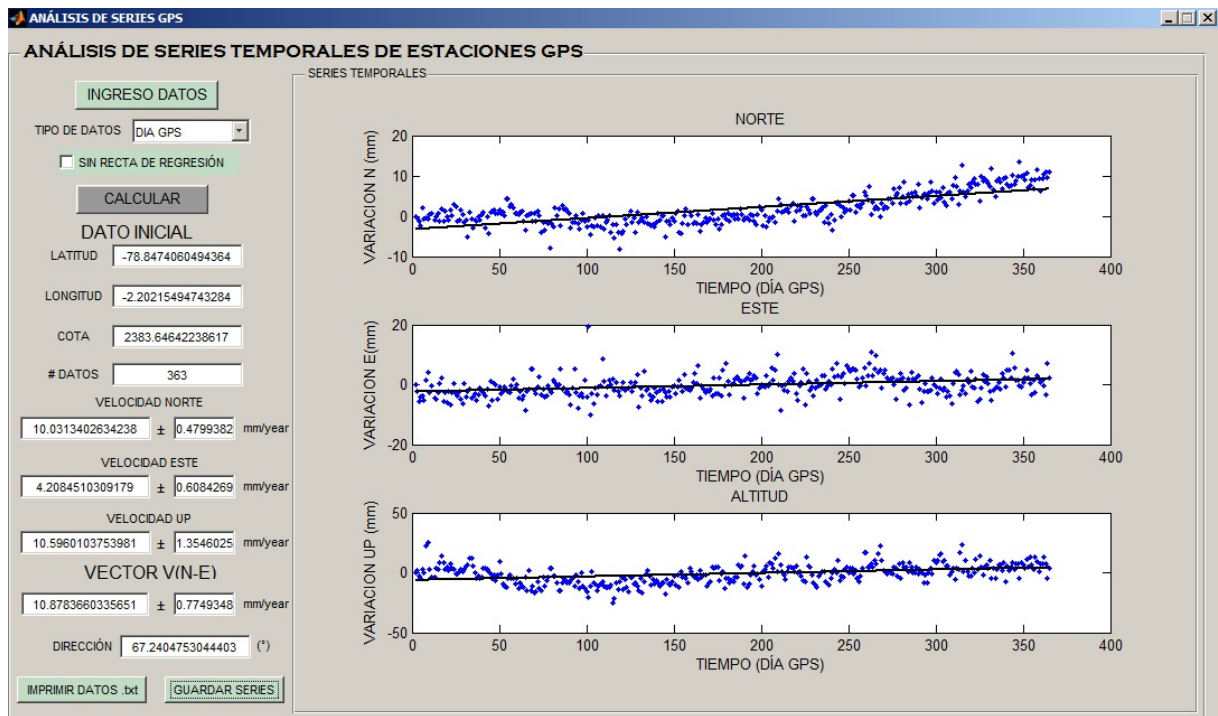 ANÁLISIS DE SERIES GPS
ANÁLISIS DE SERIES TEMPORALES DE ESTACIONES GPS
INGRESO DATOS
TIPO DE DATOS DIA GPS
SIN RECTA DE REGRESIÓN
CALCULAR
DATO INICIAL
LATITUD -78.8474060494364
LONGITUD -2.20215494743284
COTA 2383.64642238617
# DATOS 363
VELOCIDAD NORTE
10.0313402634238 ± 0.4799382 mm/year
VELOCIDAD ESTE
4.2084510309179 ± 0.6084269 mm/year
VELOCIDAD UP
10.5960103753981 ± 1.3546025 mm/year
VECTOR V(N-E)
10.8783660335651 ± 0.7749348 mm/year
DIRECCIÓN 67.2404753044403 (°)
IMPRIMIR DATOS .txt GUARDAR SERIES
SERIES TEMPORALES
NORTE
VARIACION N (mm)
20
10
0
-10
0 50 100 150 200 250 300 350 400
TIEMPO (DÍA GPS)
ESTE
VARIACION E(mm)
20
0
-20
0 50 100 150 200 250 300 350 400
TIEMPO (DÍA GPS)
ALTITUD
VARIACION UP (mm)
50
0
-50
0 50 100 150 200 250 300 350 400
TIEMPO (DÍA GPS)